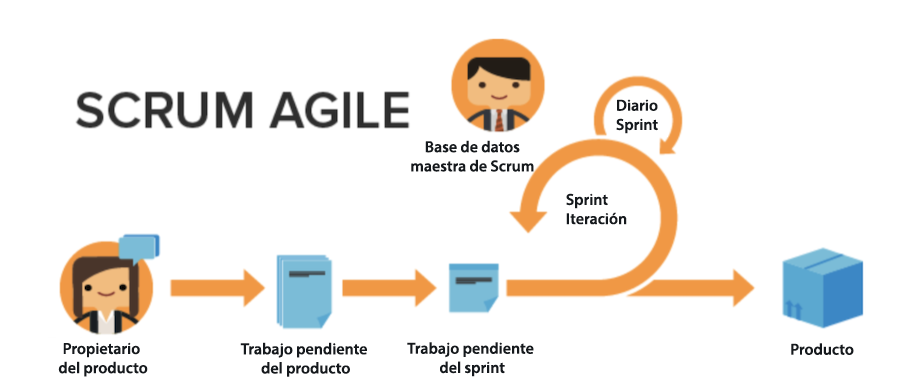 SCRUM AGILE
Base de datos
maestra de Scrum
Diario
Sprint
Sprint
Iteración
Propietario
del producto
Trabajo pendiente
del producto
Trabajo pendiente
del sprint
Producto